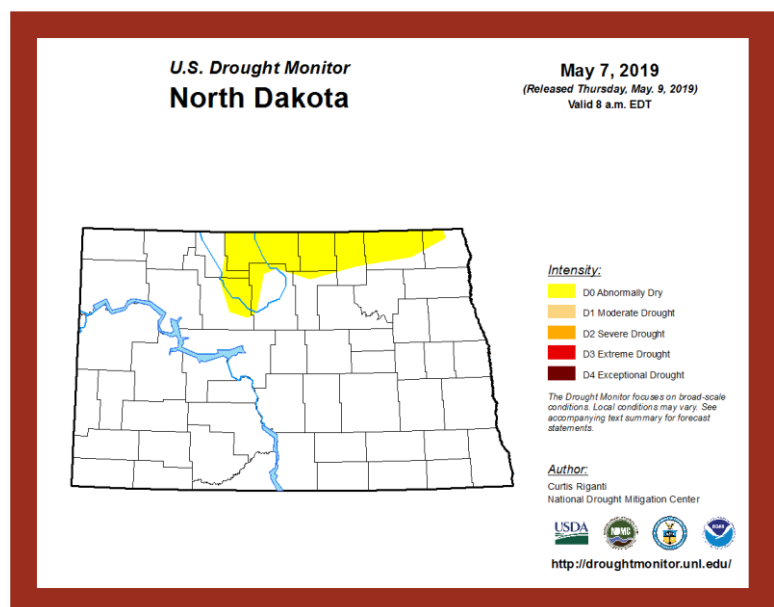 U.S. Drought Monitor
North Dakota
May 7, 2019
(Released Thursday, May. 9, 2019)
Valid 8 a.m. EDT
Intensity:
D0 Abnormally Dry
D1 Moderate Drought
D2 Severe Drought
D3 Extreme Drought
D4 Exceptional Drought
The Drought Monitor focuses on broad-scale
conditions. Local conditions may vary. See
accompanying text summary for forecast
statements.
Author:
Curtis Riganti
National Drought Mitigation Center
USDA
NDMC
http://droughtmonitor.unl.edu/